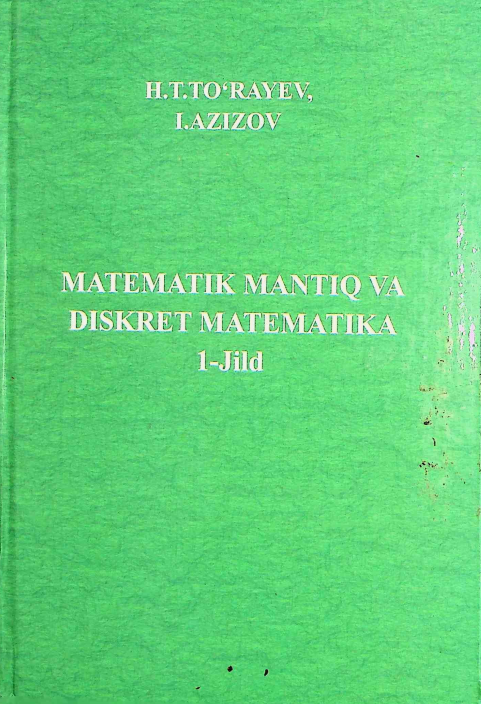 H.T.TO‘RAYEV,
I.AZIZOV
MATEMATIK MANTIQ VA
DISKRET MATEMATIKA
1-Jild